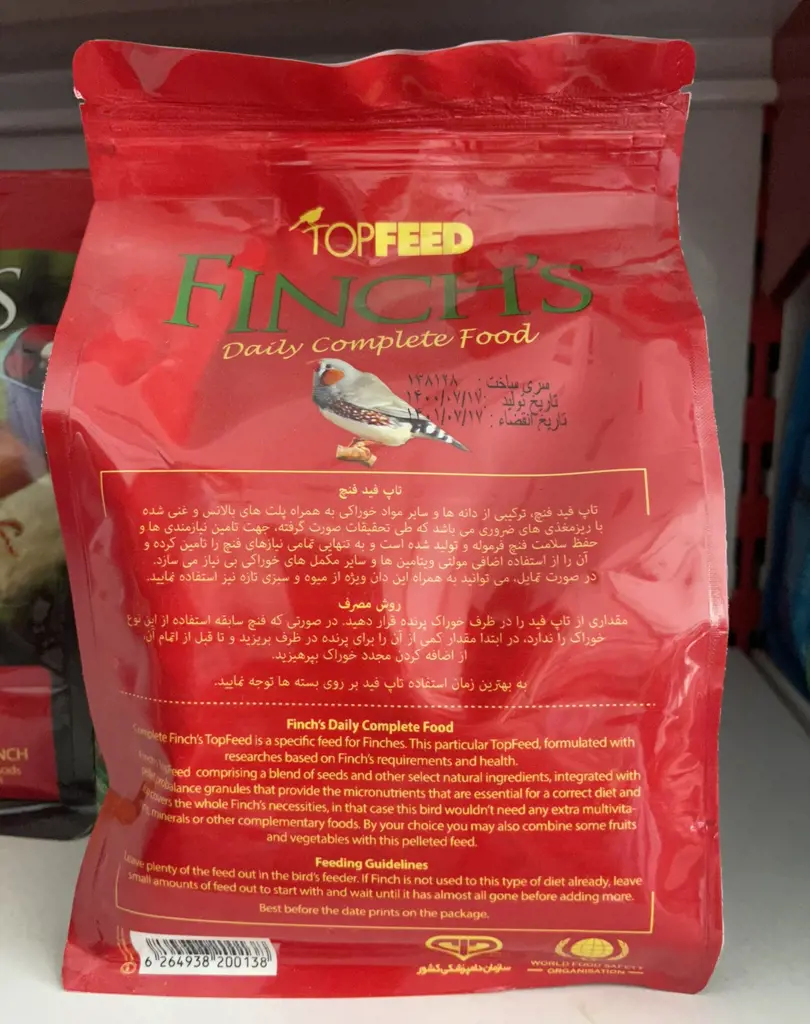 TOPFEED
FINCH'S
Daily Complete Food
سری ساخت : ۱۳۸۱۲۸
تاریخ تولید : ۱۴۰۰/۰۷/۱۷
تاریخ انقضاء : ۱۴۰۱/۰۷/۱۷
تاپ فید فنچ
تاپ فید فنچ، ترکیبی از دانه ها و سایر مواد خوراکی به همراه پلت های بالانس و غنی شده
با ریزمغذی های ضروری می باشد که طی تحقیقات صورت گرفته، جهت تامین نیازمندی ها و
حفظ سلامت فنچ فرموله و تولید شده است و به تنهایی تمامی نیازهای فنچ را تامین کرده و
آن را از استفاده اضافی مولتی ویتامین ها و سایر مکمل های خوراکی بی نیاز می سازد.
در صورت تمایل، می توانید به همراه این دان ویژه از میوه و سبزی تازه نیز استفاده نمایید.
روش مصرف
مقداری از تاپ فید را در ظرف خوراک پرنده قرار دهید. در صورتی که فنچ سابقه استفاده از این نوع
خوراک را ندارد، در ابتدا مقدار کمی از آن را برای پرنده در ظرف بریزید و تا قبل از اتمام آن،
از اضافه کردن مجدد خوراک بپرهیزید.
به بهترین زمان استفاده تاپ فید بر روی بسته ها توجه نمایید.
Finch's Daily Complete Food
Complete Finch's TopFeed is a specific feed for Finches. This particular TopFeed, formulated with
researches based on Finch's requirements and health.
TopFeed comprising a blend of seeds and other select natural ingredients, integrated with
probalance granules that provide the micronutrients that are essential for a correct diet and
covers the whole Finch's necessities, in that case this bird wouldn't need any extra multivita-
minerals or other complementary foods. By your choice you may also combine some fruits
and vegetables with this pelleted feed.
Feeding Guidelines
Leave plenty of the feed out in the bird's feeder. If Finch is not used to this type of diet already, leave
small amounts of feed out to start with and wait until it has almost all gone before adding more.
Best before the date prints on the package.
6 264938 200138
سازمان دامپزشکی کشور
WORLD FOOD SAFETY
ORGANISATION
S
NCH
ods